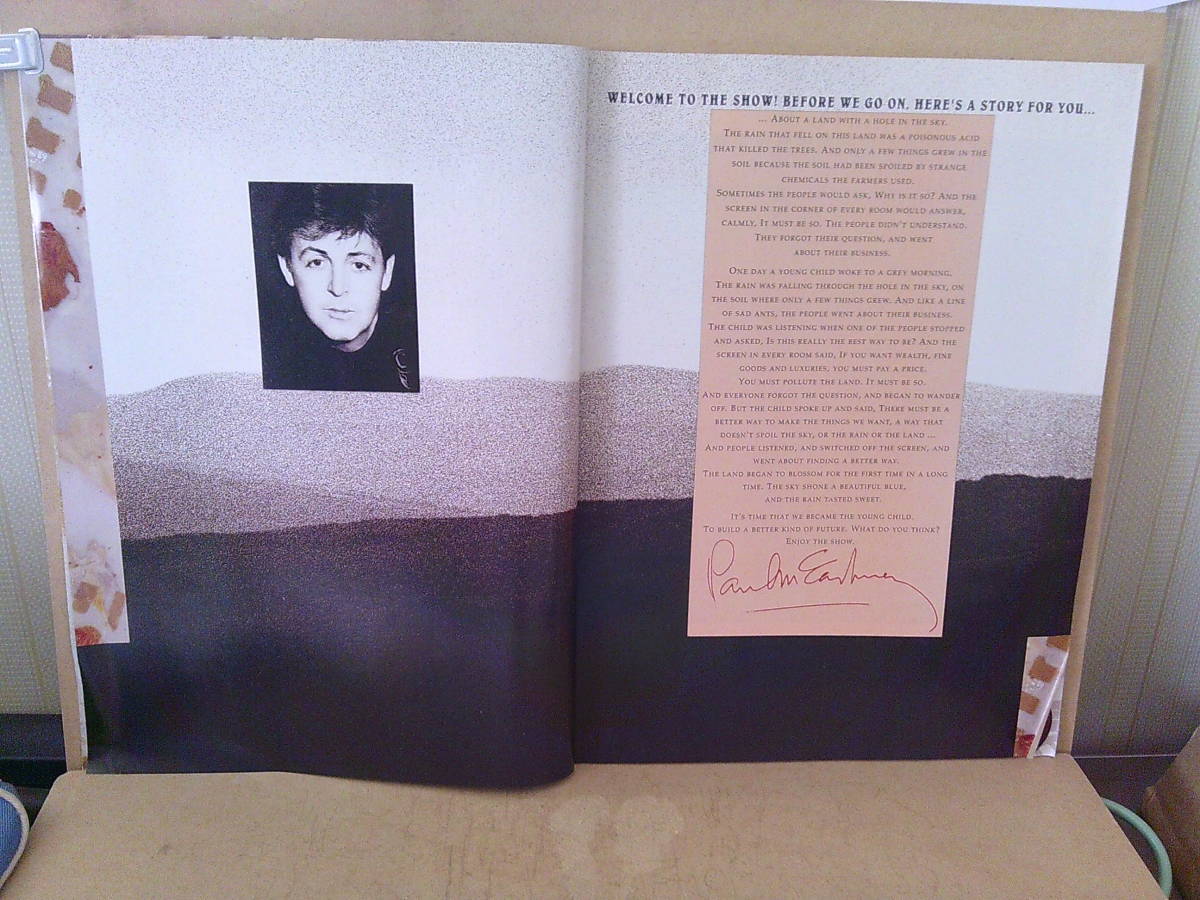 WELCOME TO THE SHOW! BEFORE WE GO ON, HERE'S A STORY FOR YOU...
... ABOUT A LAND WITH A HOLE IN THE SKY.
THE RAIN THAT FELL ON THIS LAND WAS A POISONOUS ACID
THAT KILLED THE TREES. AND ONLY A FEW THINGS GREW IN THE
SOIL BECAUSE THE SOIL HAD BEEN SPOILED BY STRANGE
CHEMICALS THE FARMERS USED.
SOMETIMES THE PEOPLE WOULD ASK, WHY IS IT SO? AND THE
SCREEN IN THE CORNER OF EVERY ROOM WOULD ANSWER,
CALMLY, IT MUST BE SO. THE PEOPLE DIDN'T UNDERSTAND.
THEY FORGOT THEIR QUESTION, AND WENT
ABOUT THEIR BUSINESS.
ONE DAY A YOUNG CHILD WOKE TO A GREY MORNING.
THE RAIN WAS FALLING THROUGH THE HOLE IN THE SKY, ON
THE SOIL WHERE ONLY A FEW THINGS GREW. AND LIKE A LINE
OF SAD ANTS, THE PEOPLE WENT ABOUT THEIR BUSINESS.
THE CHILD WAS LISTENING WHEN ONE OF THE PEOPLE STOPPED
AND ASKED, IS THIS REALLY THE BEST WAY TO BE? AND THE
SCREEN IN EVERY ROOM SAID, IF YOU WANT WEALTH, FINE
GOODS AND LUXURIES, YOU MUST PAY A PRICE.
YOU MUST POLLUTE THE LAND. IT MUST BE SO.
AND EVERYONE FORGOT THE QUESTION, AND BEGAN TO WANDER
OFF. BUT THE CHILD SPOKE UP AND SAID, THERE MUST BE A
BETTER WAY TO MAKE THE THINGS WE WANT, A WAY THAT
DOESN'T SPOIL THE SKY, OR THE RAIN OR THE LAND ...
AND PEOPLE LISTENED, AND SWITCHED OFF THE SCREEN, AND
WENT ABOUT FINDING A BETTER WAY.
THE LAND BEGAN TO BLOSSOM FOR THE FIRST TIME IN A LONG
TIME. THE SKY SHONE A BEAUTIFUL BLUE,
AND THE RAIN TASTED SWEET.
IT'S TIME THAT WE BECAME THE YOUNG CHILD.
TO BUILD A BETTER KIND OF FUTURE. WHAT DO YOU THINK?
ENJOY THE SHOW.
Paul McCartney